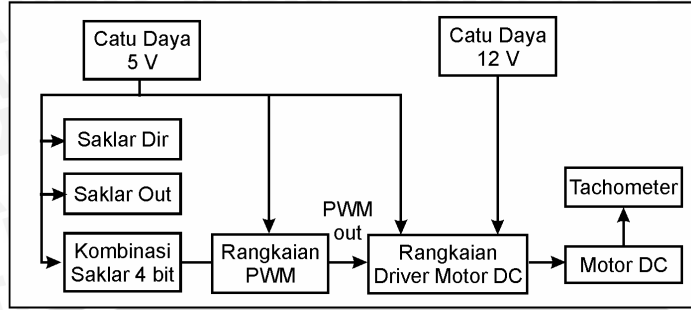 Catu Daya
5 V
Catu Daya
12 V
Saklar Dir
Saklar Out
Kombinasi
Saklar 4 bit
Rangkaian
PWM
PWM
out
Rangkaian
Driver Motor DC
Tachometer
Motor DC